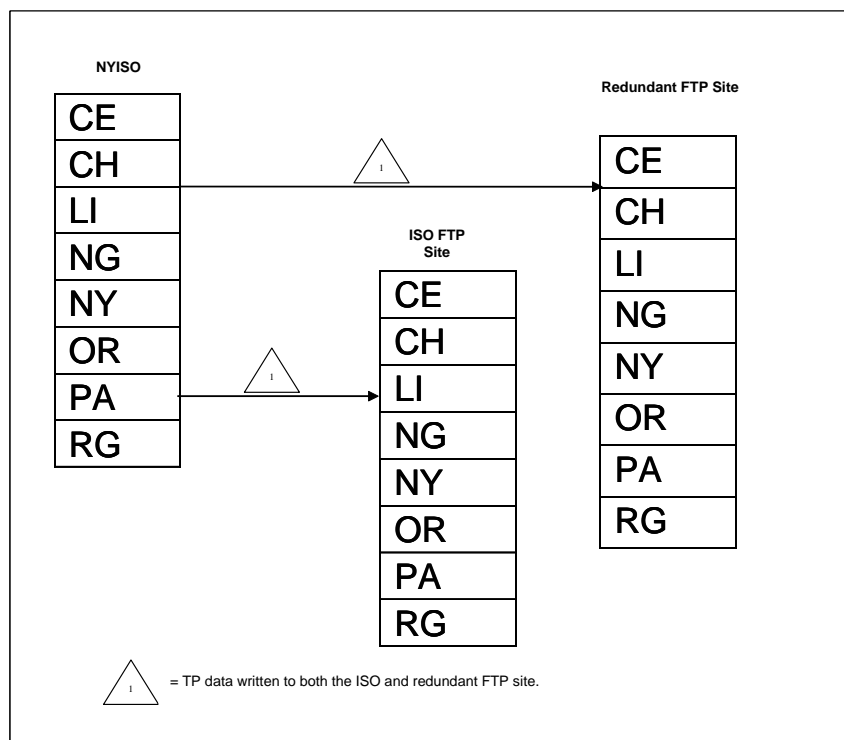 NYISO
CE
CH
LI
NG
NY
OR
PA
RG
1
1
ISO FTP
Site
CE
CH
LI
NG
NY
OR
PA
RG
Redundant FTP Site
CE
CH
LI
NG
NY
OR
PA
RG
1
= TP data written to both the ISO and redundant FTP site.